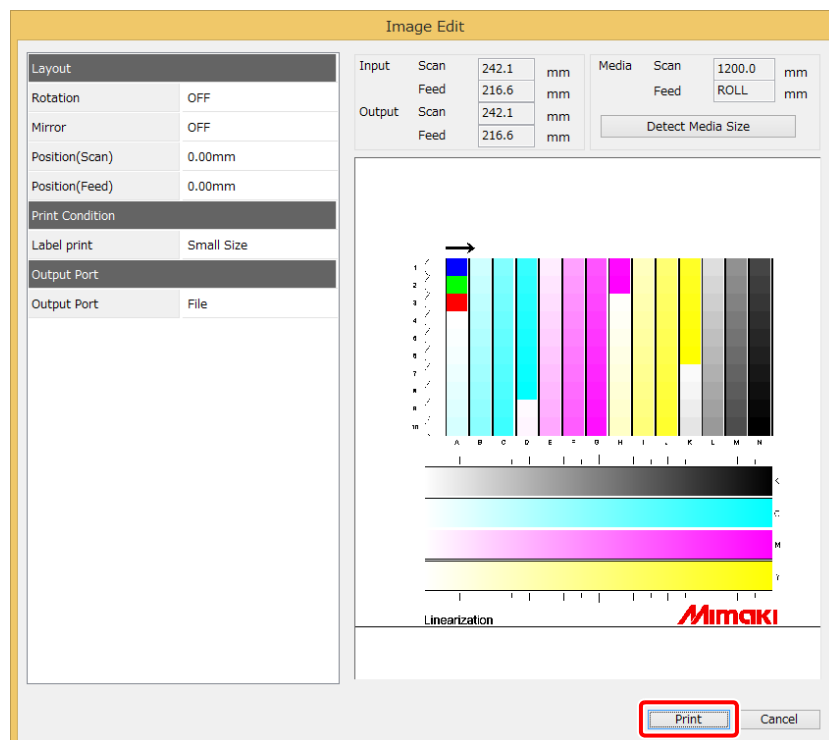 Image Edit
Layout
Rotation OFF
Mirror OFF
Position(Scan) 0.00mm
Position(Feed) 0.00mm
Print Condition
Label print Small Size
Output Port
Output Port File
Input Scan 242.1 mm
Feed 216.6 mm
Output Scan 242.1 mm
Feed 216.6 mm
Media Scan 1200.0 mm
Feed ROLL mm
Detect Media Size
1
2
3
4
6
7
10
A B C D E F G H I K L M N
K
C
M
Y
Linearization Mimaki
Print Cancel